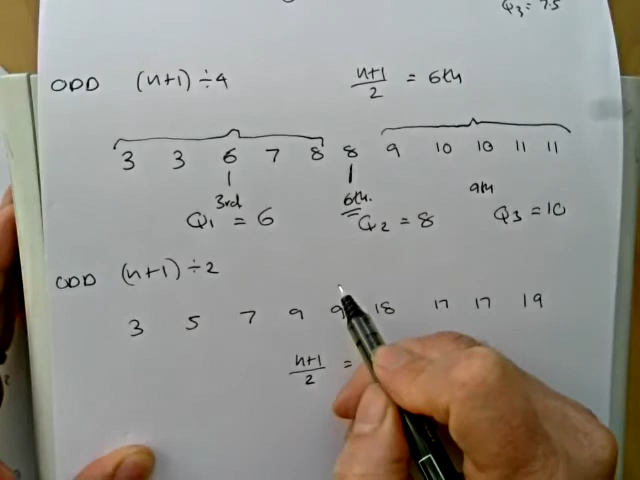 Q3 = 7.5
ODD (n+1) ÷4 n+1/2 = 6th
3 3 6 7 8 8 9 10 10 11 11
3rd 6th. 9th
Q1 = 6 Q2 = 8 Q3 = 10
ODD (n+1) ÷2
3 5 7 9 9 18 17 17 19
n+1/2 =